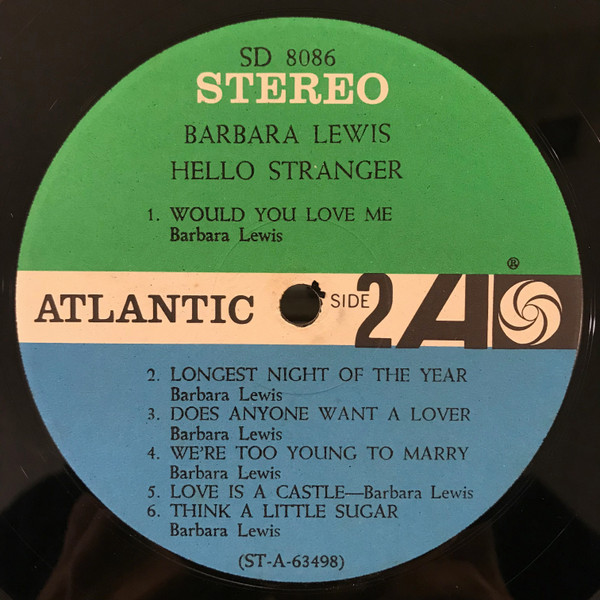 SD 8086
STEREO
BARBARA LEWIS
HELLO STRANGER
1. WOULD YOU LOVE ME
Barbara Lewis
®
ATLANTIC SIDE 2 A
2. LONGEST NIGHT OF THE YEAR
Barbara Lewis
3. DOES ANYONE WANT A LOVER
Barbara Lewis
4. WE'RE TOO YOUNG TO MARRY
Barbara Lewis
5. LOVE IS A CASTLE—Barbara Lewis
6. THINK A LITTLE SUGAR
Barbara Lewis
(ST-A-63498)